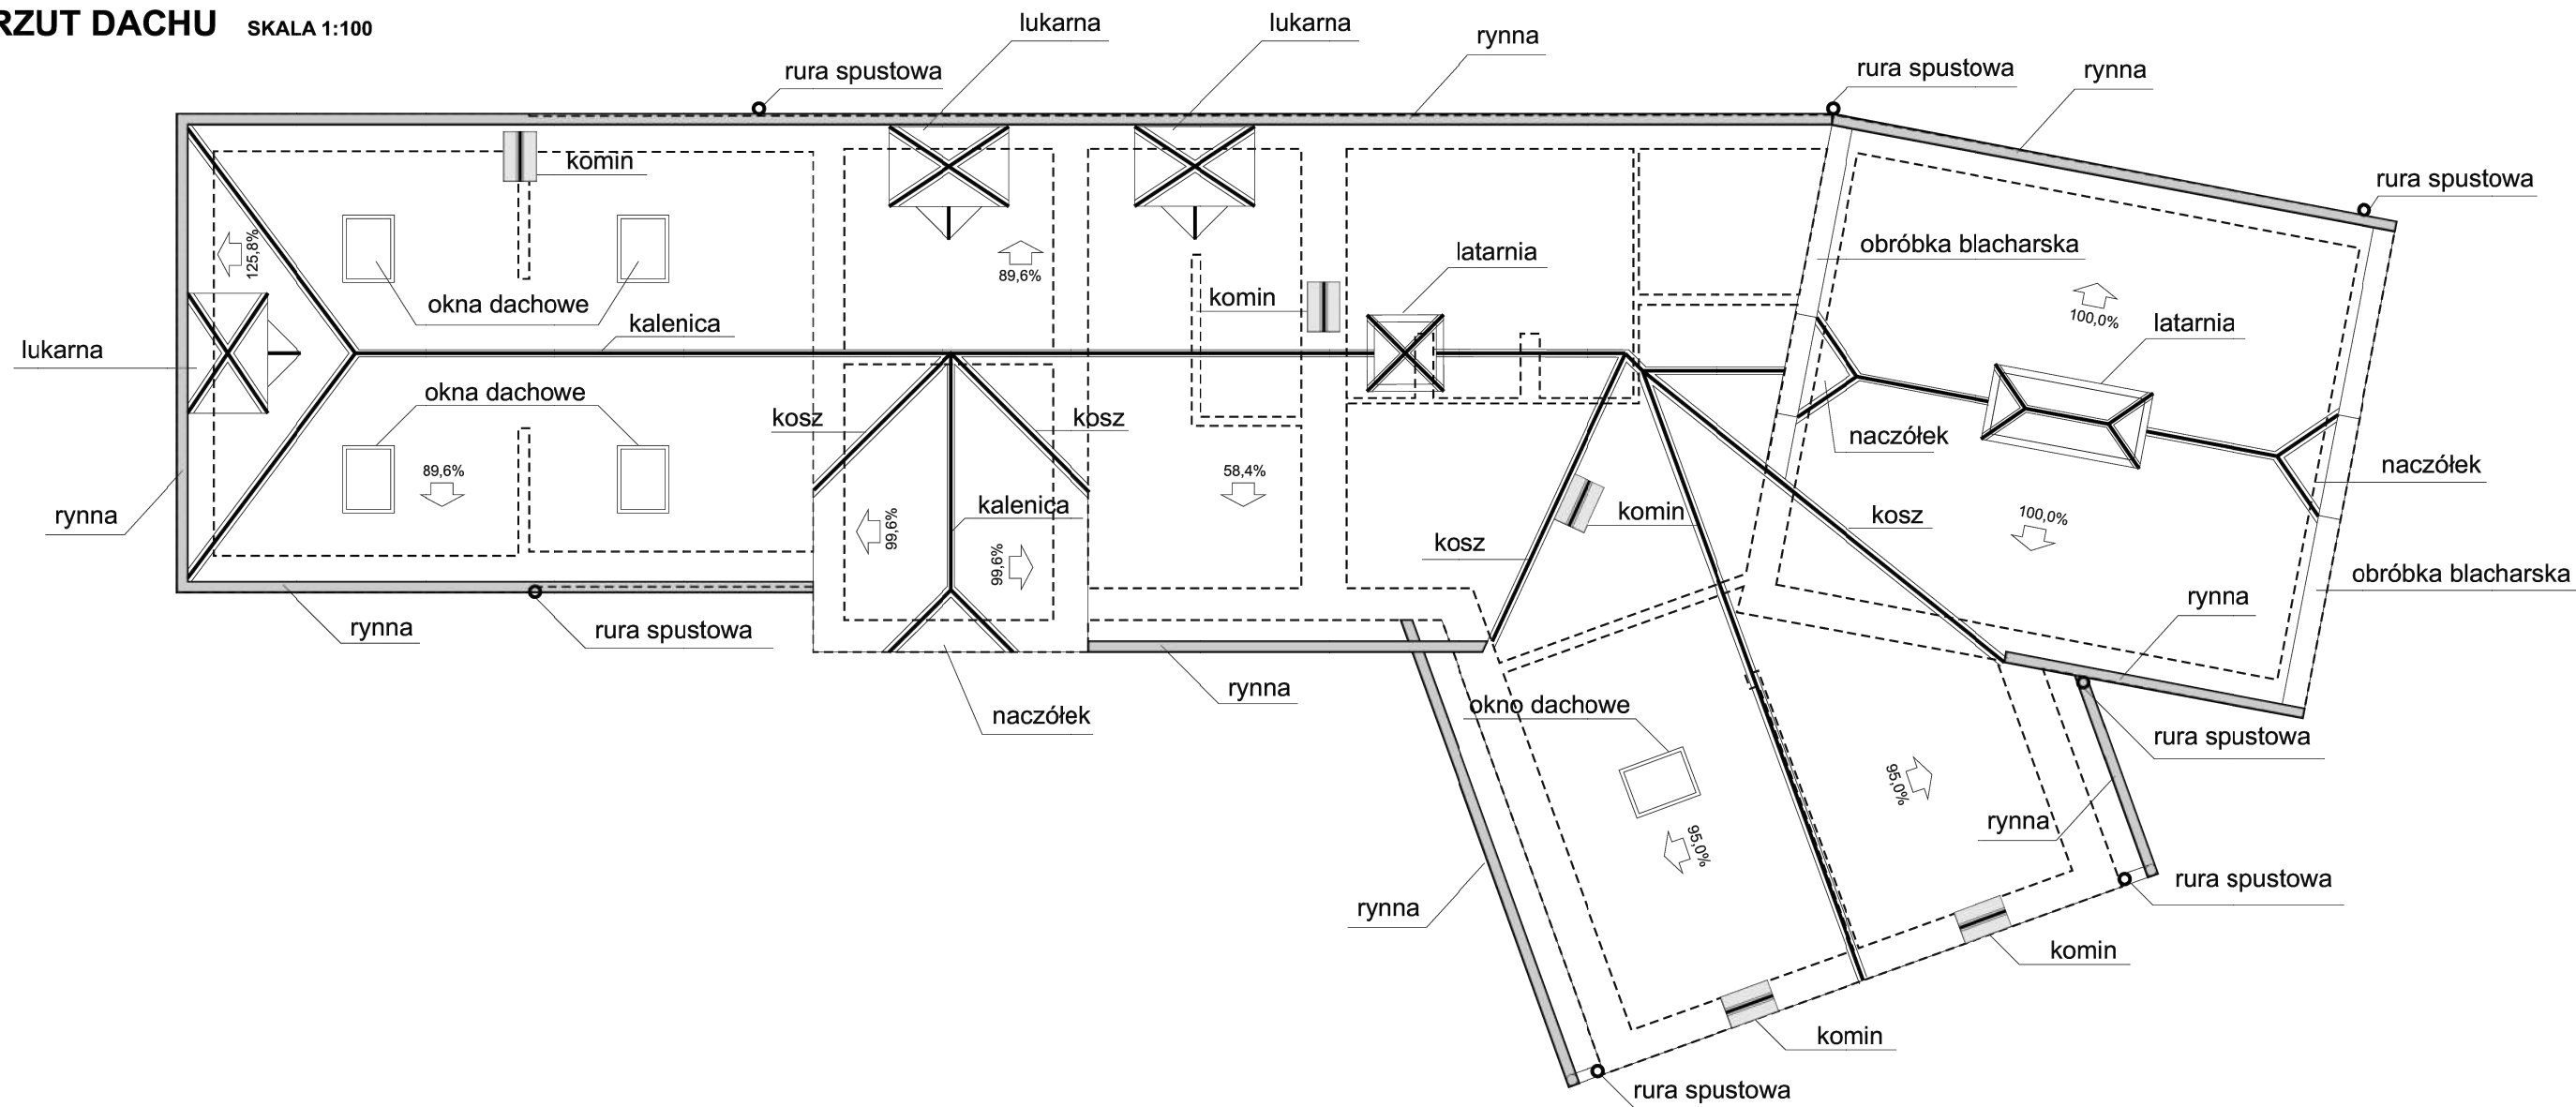 RZUT DACHU SKALA 1:100
lukarna
lukarna
rynna
rura spustowa
rura spustowa
rynna
rura spustowa
komin
125,8%
okna dachowe
kalenica
lukarna
89,6%
komin
latarnia
obróbka blacharska
100,0%
latarnia
okna dachowe
kosz
kosz
naczółek
89,6%
58,4%
naczółek
rynna
kalenica
99,6%
99,6%
komin
kosz
kosz
100,0%
obróbka blacharska
rynna
rynna
rura spustowa
rynna
naczółek
okno dachowe
rura spustowa
95,0%
95,0%
rynna
rynna
rura spustowa
komin
komin
rura spustowa